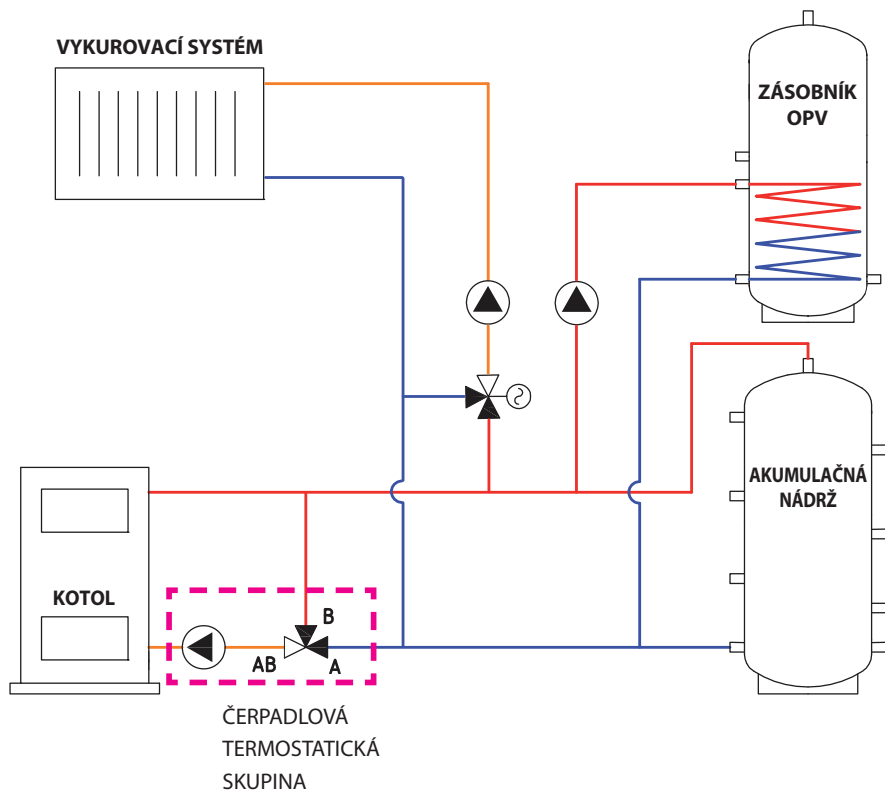 VYKUROVACÍ SYSTÉM
ZÁSOBNÍK
OPV
AKUMULAČNÁ
NÁDRŽ
KOTOL
B
AB
A
ČERPADLOVÁ
TERMOSTATICKÁ
SKUPINA